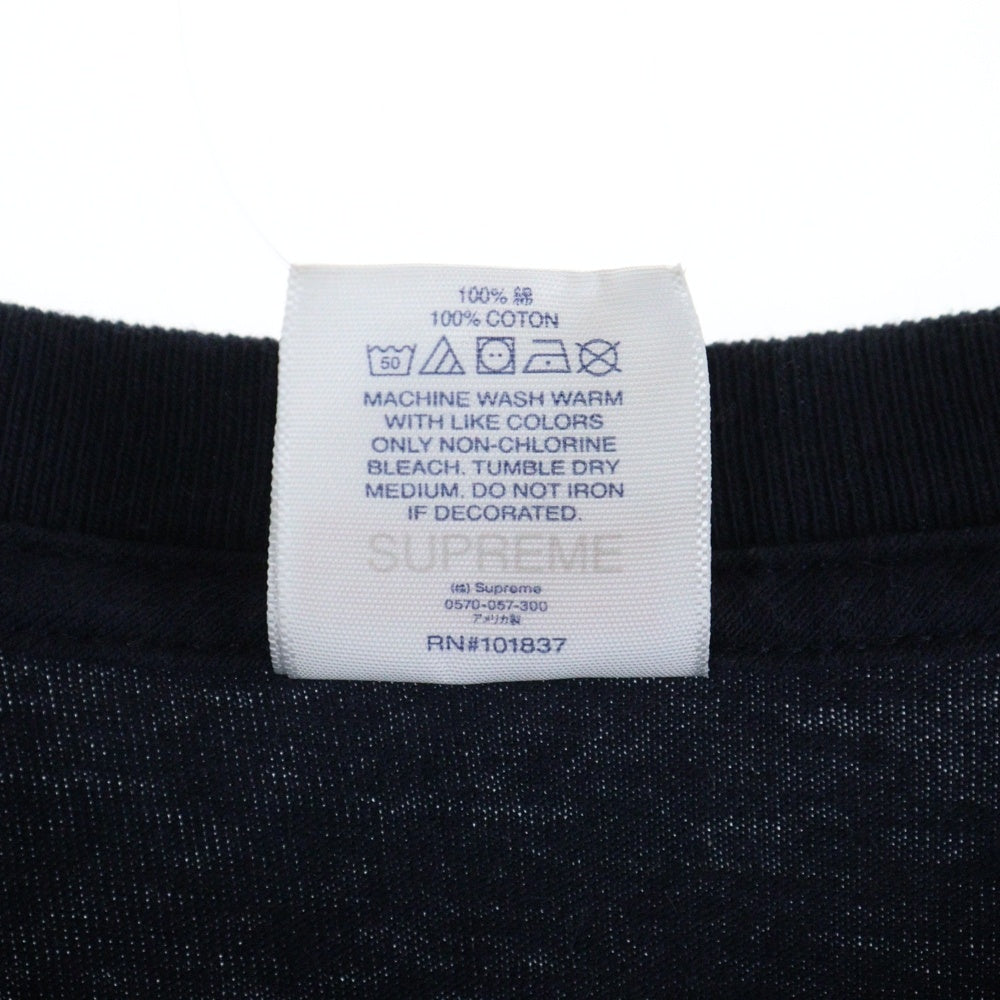 100% 綿
100% COTON
50
MACHINE WASH WARM
WITH LIKE COLORS
ONLY NON-CHLORINE
BLEACH. TUMBLE DRY
MEDIUM. DO NOT IRON
IF DECORATED.
SUPREME
(株) Supreme
0570-057-300
アメリカ製
RN#101837